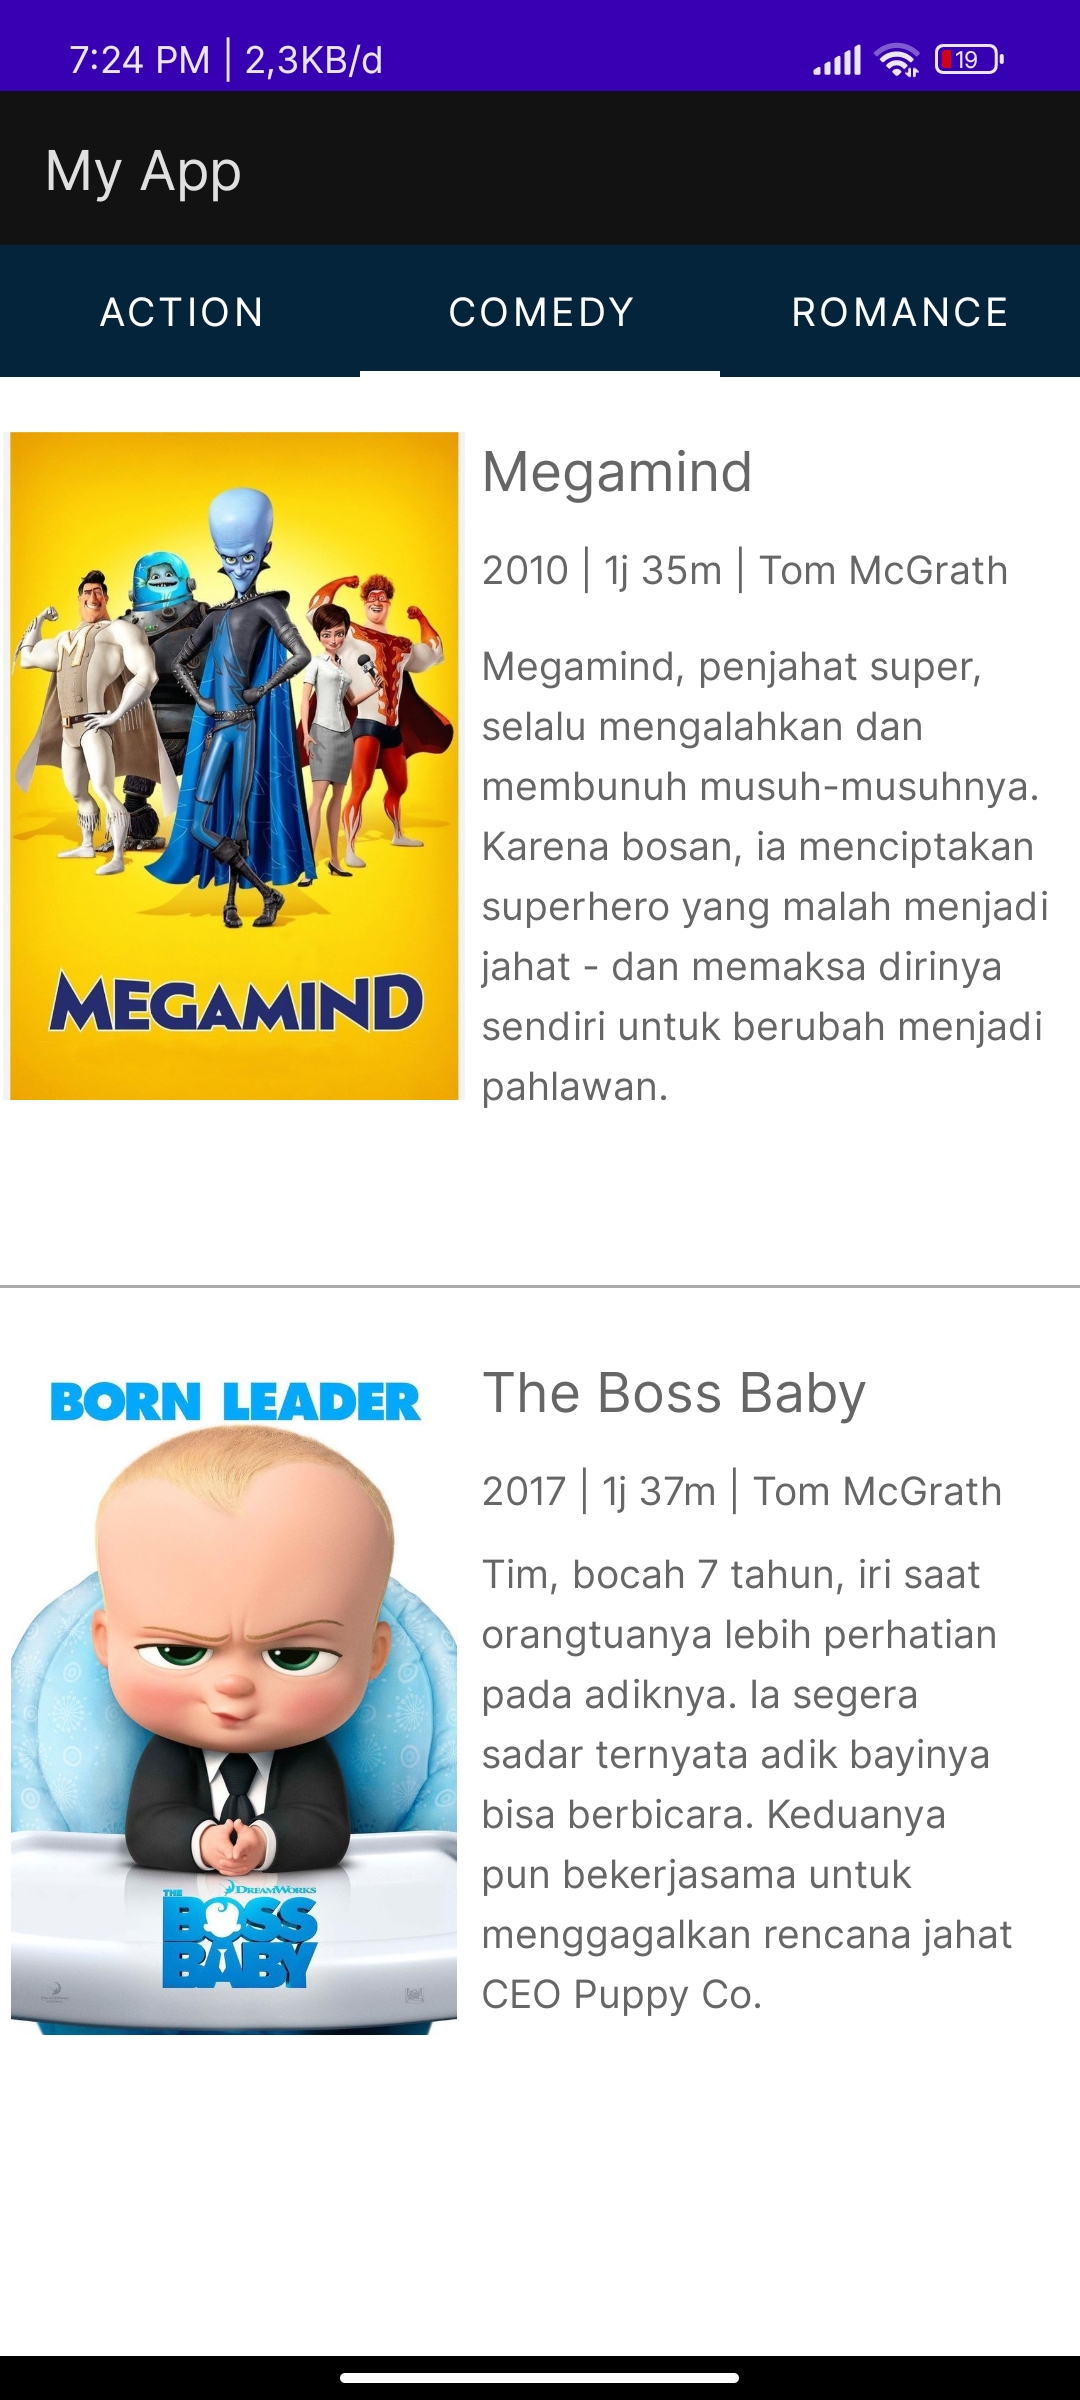 7:24 PM | 2,3KB/d
19
My App
ACTION COMEDY ROMANCE
MEGAMIND
Megamind
2010 | 1j 35m | Tom McGrath
Megamind, penjahat super,
selalu mengalahkan dan
membunuh musuh-musuhnya.
Karena bosan, ia menciptakan
superhero yang malah menjadi
jahat - dan memaksa dirinya
sendiri untuk berubah menjadi
pahlawan.
BORN LEADER
DREAMWORKS
THE
BOSS
BABY
The Boss Baby
2017 | 1j 37m | Tom McGrath
Tim, bocah 7 tahun, iri saat
orangtuanya lebih perhatian
pada adiknya. Ia segera
sadar ternyata adik bayinya
bisa berbicara. Keduanya
pun bekerjasama untuk
menggagalkan rencana jahat
CEO Puppy Co.